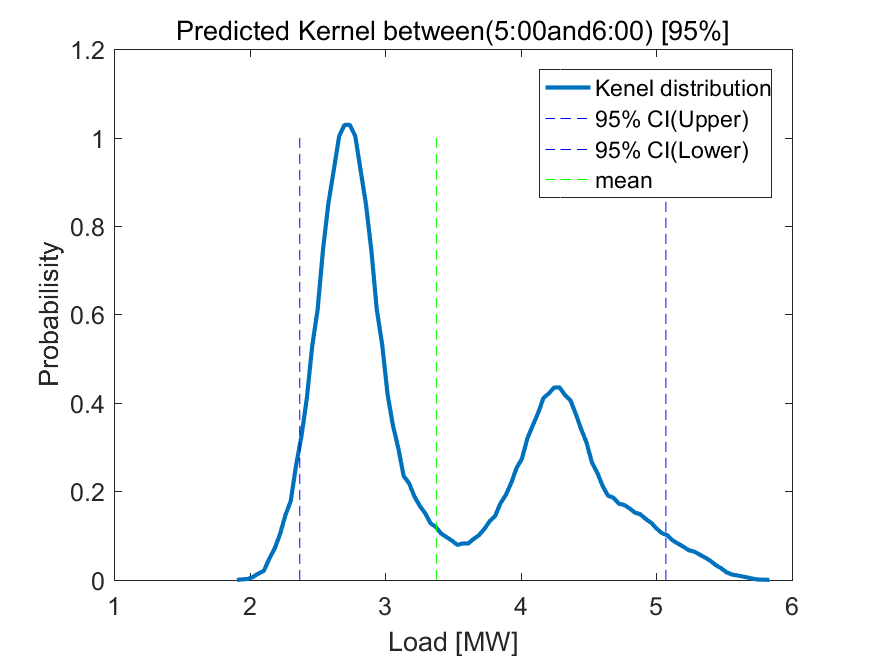 Predicted Kernel between(5:00and6:00) [95%]
1.2
1
0.8
0.6
0.4
0.2
0
Probabilisity
Kenel distribution
95% CI(Upper)
95% CI(Lower)
mean
1 2 3 4 5 6
Load [MW]